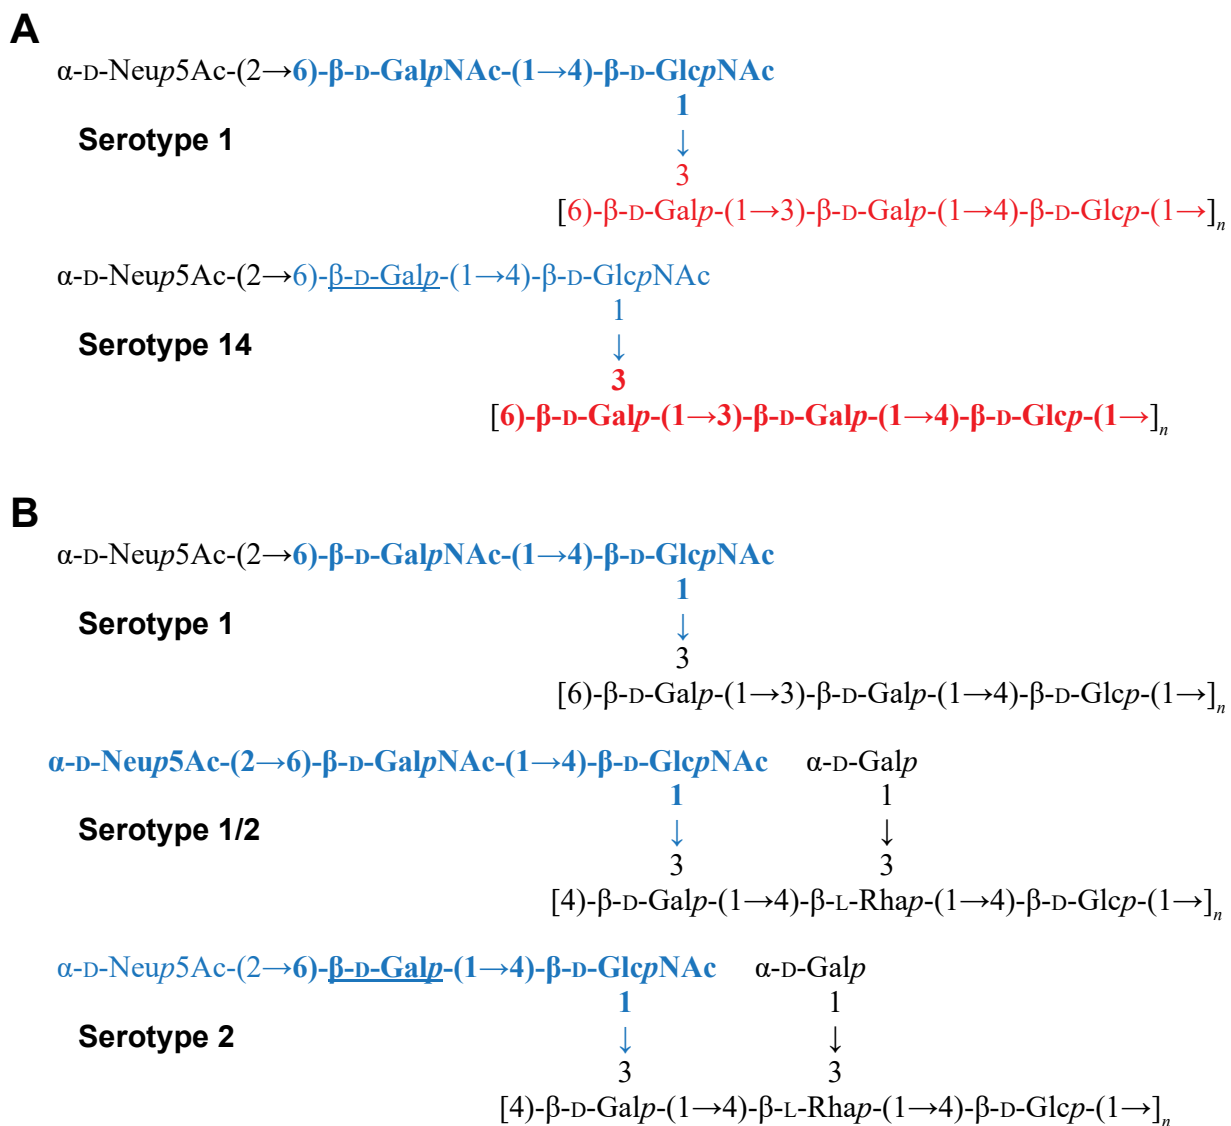 A
α-D-Neup5Ac-(2→6)-β-D-GalpNAc-(1→4)-β-D-GlcpNAc
1
Serotype 1
↓
3
[6)-β-D-Galp-(1→3)-β-D-Galp-(1→4)-β-D-Glcp-(1→]n
α-D-Neup5Ac-(2→6)-β-D-Galp-(1→4)-β-D-GlcpNAc
1
Serotype 14
↓
3
[6)-β-D-Galp-(1→3)-β-D-Galp-(1→4)-β-D-Glcp-(1→]n
B
α-D-Neup5Ac-(2→6)-β-D-GalpNAc-(1→4)-β-D-GlcpNAc
1
Serotype 1
↓
3
[6)-β-D-Galp-(1→3)-β-D-Galp-(1→4)-β-D-Glcp-(1→]n
α-D-Neup5Ac-(2→6)-β-D-GalpNAc-(1→4)-β-D-GlcpNAc α-D-Galp
1 1
Serotype 1/2
↓ ↓
3 3
[4)-β-D-Galp-(1→4)-β-L-Rhap-(1→4)-β-D-Glcp-(1→]n
α-D-Neup5Ac-(2→6)-β-D-Galp-(1→4)-β-D-GlcpNAc α-D-Galp
1 1
Serotype 2
↓ ↓
3 3
[4)-β-D-Galp-(1→4)-β-L-Rhap-(1→4)-β-D-Glcp-(1→]n